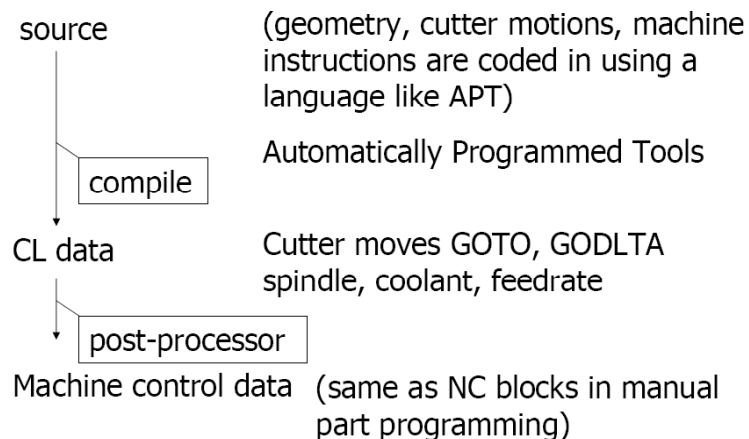 source
(geometry, cutter motions, machine
instructions are coded in using a
language like APT)
Automatically Programmed Tools
compile
CL data
Cutter moves GOTO, GODLTA
spindle, coolant, feedrate
post-processor
Machine control data
(same as NC blocks in manual
part programming)